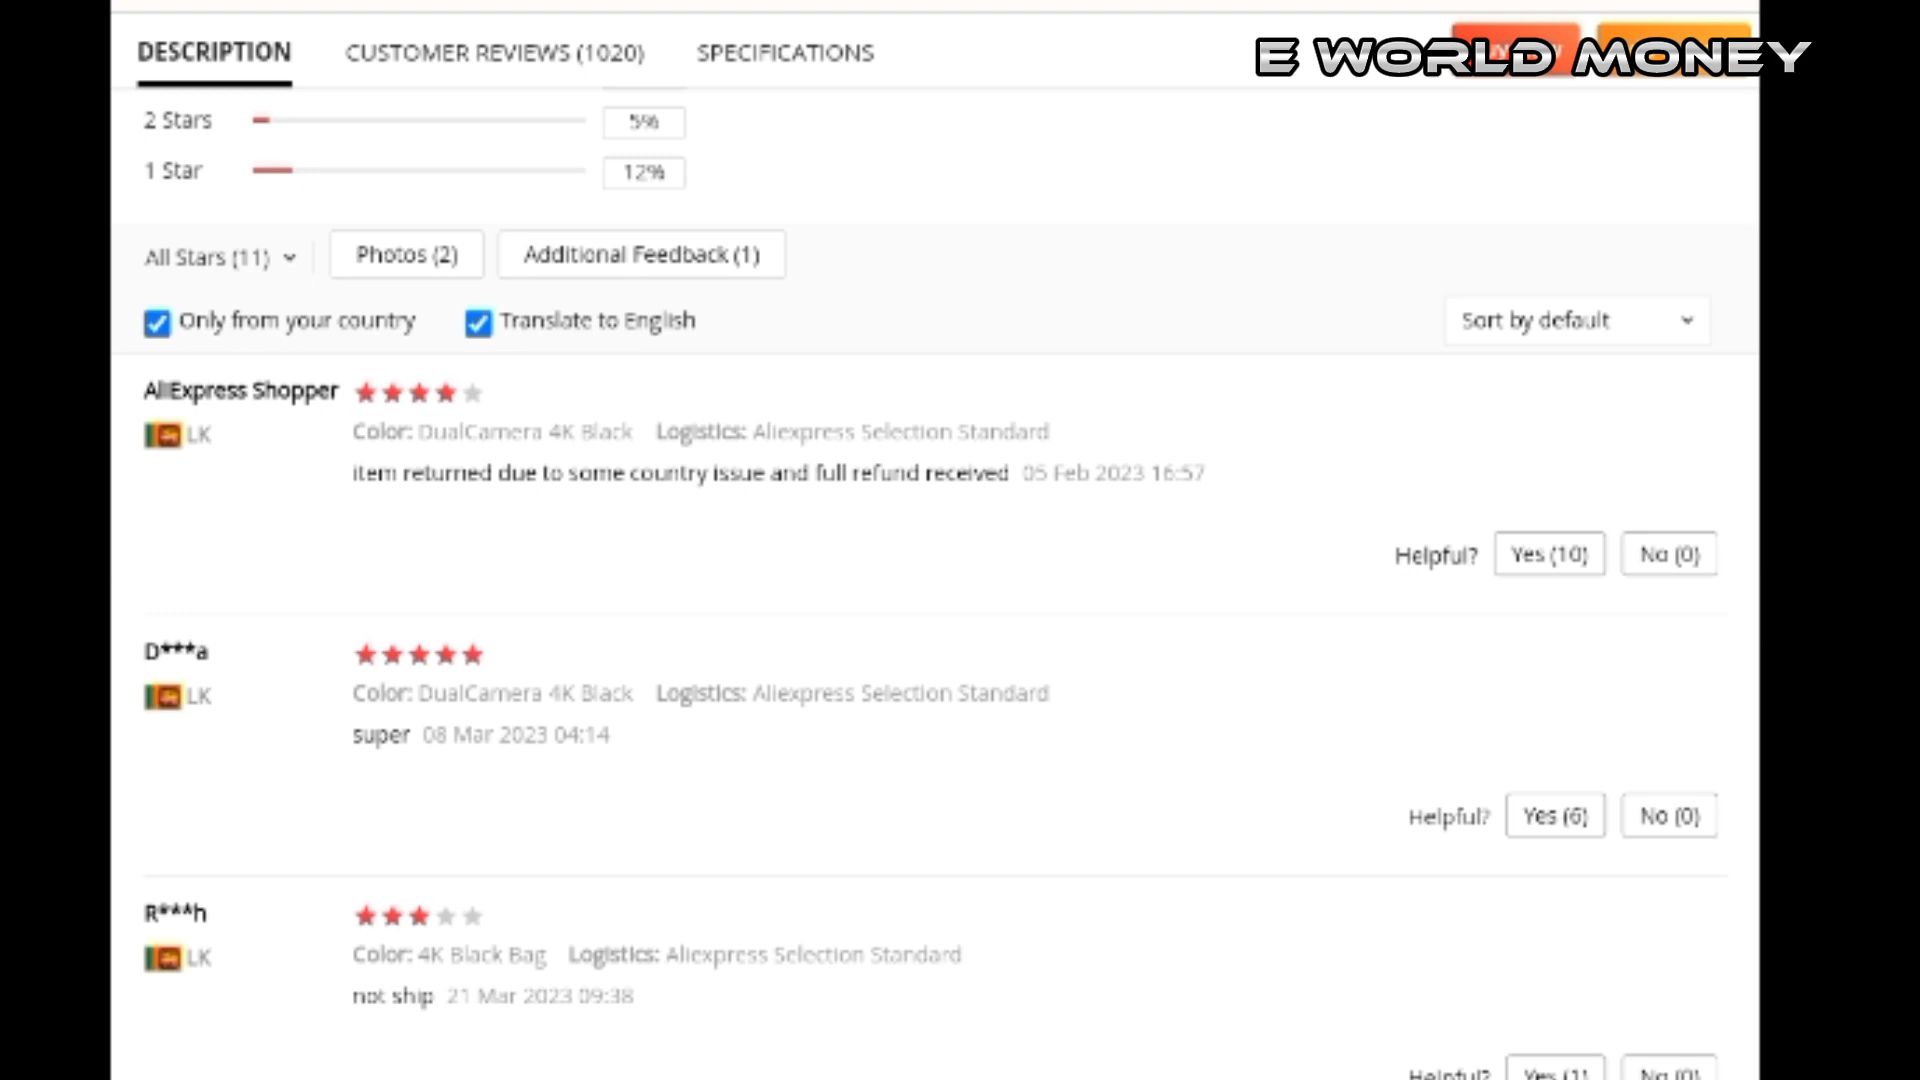 DESCRIPTION CUSTOMER REVIEWS (1020) SPECIFICATIONS E WORLD MONEY
2 Stars 5%
1 Star 12%
All Stars (11) Photos (2) Additional Feedback (1)
Only from your country Translate to English Sort by default
AliExpress Shopper
LK Color: DualCamera 4K Black Logistics: Aliexpress Selection Standard
item returned due to some country issue and full refund received 05 Feb 2023 16:57
Helpful? Yes (10) No (0)
D***a
LK Color: DualCamera 4K Black Logistics: Aliexpress Selection Standard
super 08 Mar 2023 04:14
Helpful? Yes (6) No (0)
R***h
LK Color: 4K Black Bag Logistics: Aliexpress Selection Standard
not ship 21 Mar 2023 09:38
Helpful? Yes (1) No (0)